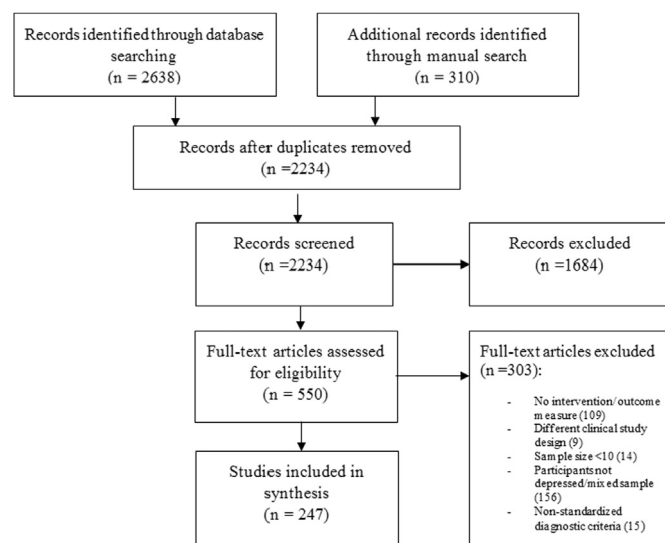 Records identified through database
searching
(n = 2638)
Additional records identified
through manual search
(n = 310)
Records after duplicates removed
(n =2234)
Records screened
(n =2234)
Records excluded
(n =1684)
Full-text articles assessed
for eligibility
(n = 550)
Full-text articles excluded
(n =303):
- No intervention/outcome
measure (109)
- Different clinical study
design (9)
- Sample size <10 (14)
- Participants not
depressed/mixed sample
(156)
- Non-standardized
diagnostic criteria (15)
Studies included in
synthesis
(n = 247)